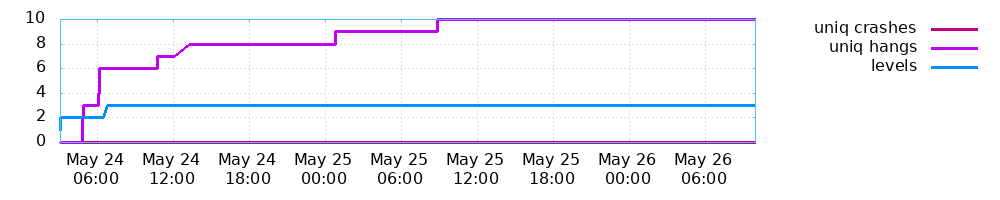 10
8
6
4
2
0
May 24 May 24 May 24 May 25 May 25 May 25 May 25 May 26 May 26
06:00 12:00 18:00 00:00 06:00 12:00 18:00 00:00 06:00
uniq crashes
uniq hangs
levels